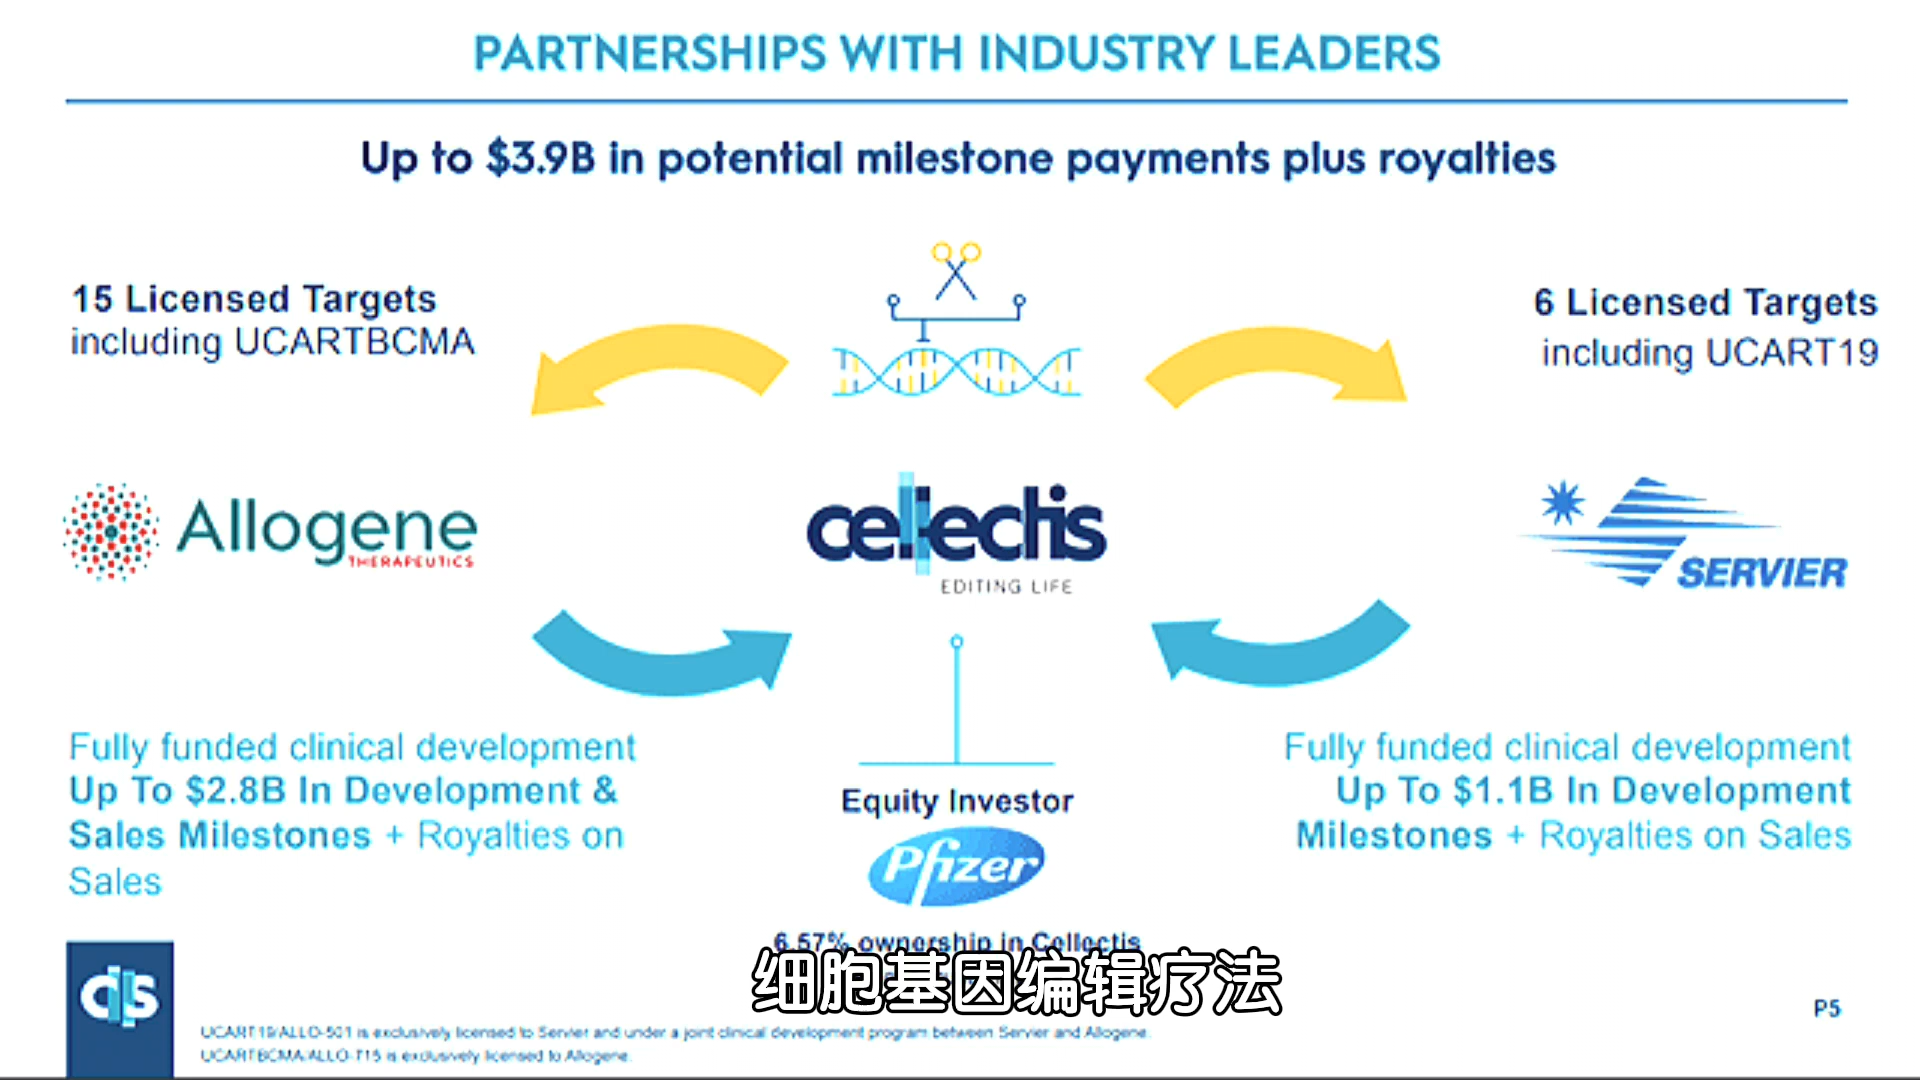 PARTNERSHIPS WITH INDUSTRY LEADERS
Up to $3.9B in potential milestone payments plus royalties
15 Licensed Targets
including UCARTBCMA
6 Licensed Targets
including UCART19
Allogene
THERAPEUTICS
cellectis
EDITING LIFE
SERVIER
Fully funded clinical development
Up To $2.8B In Development &
Sales Milestones + Royalties on
Sales
Fully funded clinical development
Up To $1.1B In Development
Milestones + Royalties on Sales
Equity Investor
Pfizer
6.57% ownership in Cellectis
细胞基因编辑疗法
cls
P5
UCART19/ALLO-501 is exclusively licensed to Servier and under a joint clinical development program between Servier and Allogene.
UCARTBCMA/ALLO-715 is exclusively licensed to Allogene.